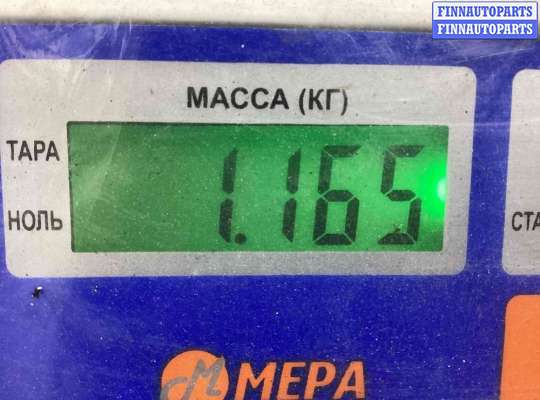 FINNAUTOPARTS
FINNAUTOPARTS
МАССА (КГ)
ТАРА
1.165
НОЛЬ
СТА
МЕРА